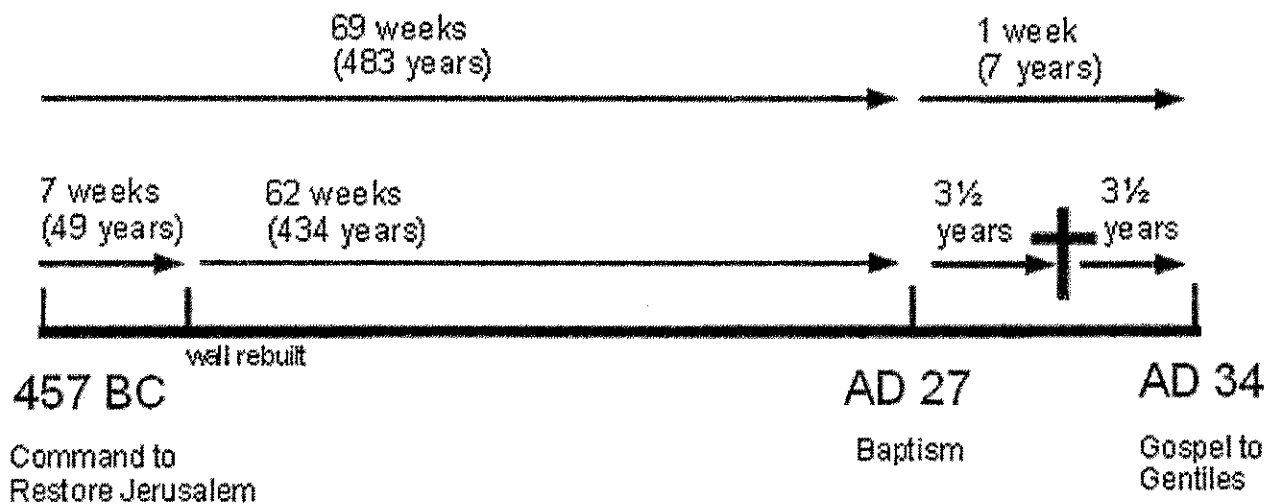 69 weeks
(483 years)
1 week
(7 years)
7 weeks
(49 years)
62 weeks
(434 years)
3½
years
3½
years
wall rebuilt
457 BC
AD 27
AD 34
Command to
Restore Jerusalem
Baptism
Gospel to
Gentiles